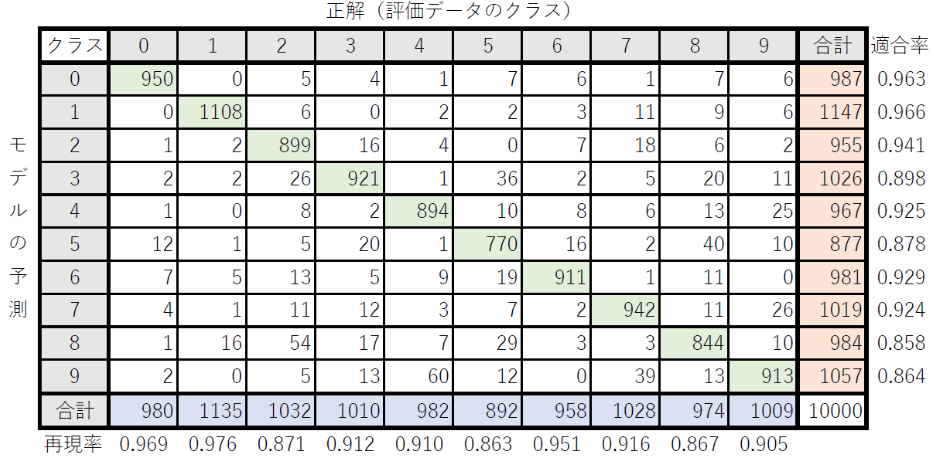 正解（評価データのクラス）
クラス 0 1 2 3 4 5 6 7 8 9 合計 適合率
0 950 0 5 4 1 7 6 1 7 6 987 0.963
1 0 1108 6 0 2 2 3 11 9 6 1147 0.966
2 1 2 899 16 4 0 7 18 6 2 955 0.941
3 2 2 26 921 1 36 2 5 20 11 1026 0.898
4 1 0 8 2 894 10 8 6 13 25 967 0.925
5 12 1 5 20 1 770 16 2 40 10 877 0.878
6 7 5 13 5 9 19 911 1 11 0 981 0.929
7 4 1 11 12 3 7 2 942 11 26 1019 0.924
8 1 16 54 17 7 29 3 3 844 10 984 0.858
9 2 0 5 13 60 12 0 39 13 913 1057 0.864
合計 980 1135 1032 1010 982 892 958 1028 974 1009 10000
再現率 0.969 0.976 0.871 0.912 0.910 0.863 0.951 0.916 0.867 0.905
モデルの予測